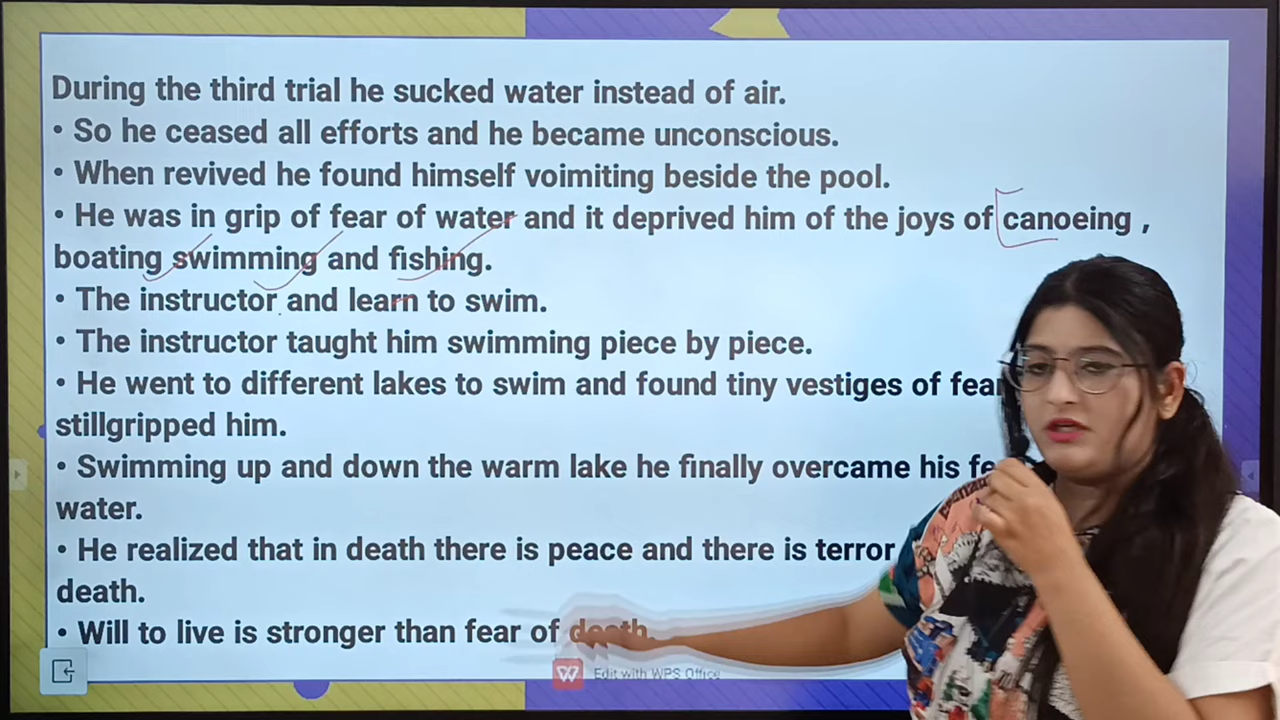 During the third trial he sucked water instead of air.
• So he ceased all efforts and he became unconscious.
• When revived he found himself voimiting beside the pool.
• He was in grip of fear of water and it deprived him of the joys of canoeing ,
boating swimming and fishing.
• The instructor and learn to swim.
• The instructor taught him swimming piece by piece.
• He went to different lakes to swim and found tiny vestiges of fear
stillgripped him.
• Swimming up and down the warm lake he finally overcame his
water.
• He realized that in death there is peace and there is terror
death.
• Will to live is stronger than fear of death.
Edit with WPS Office